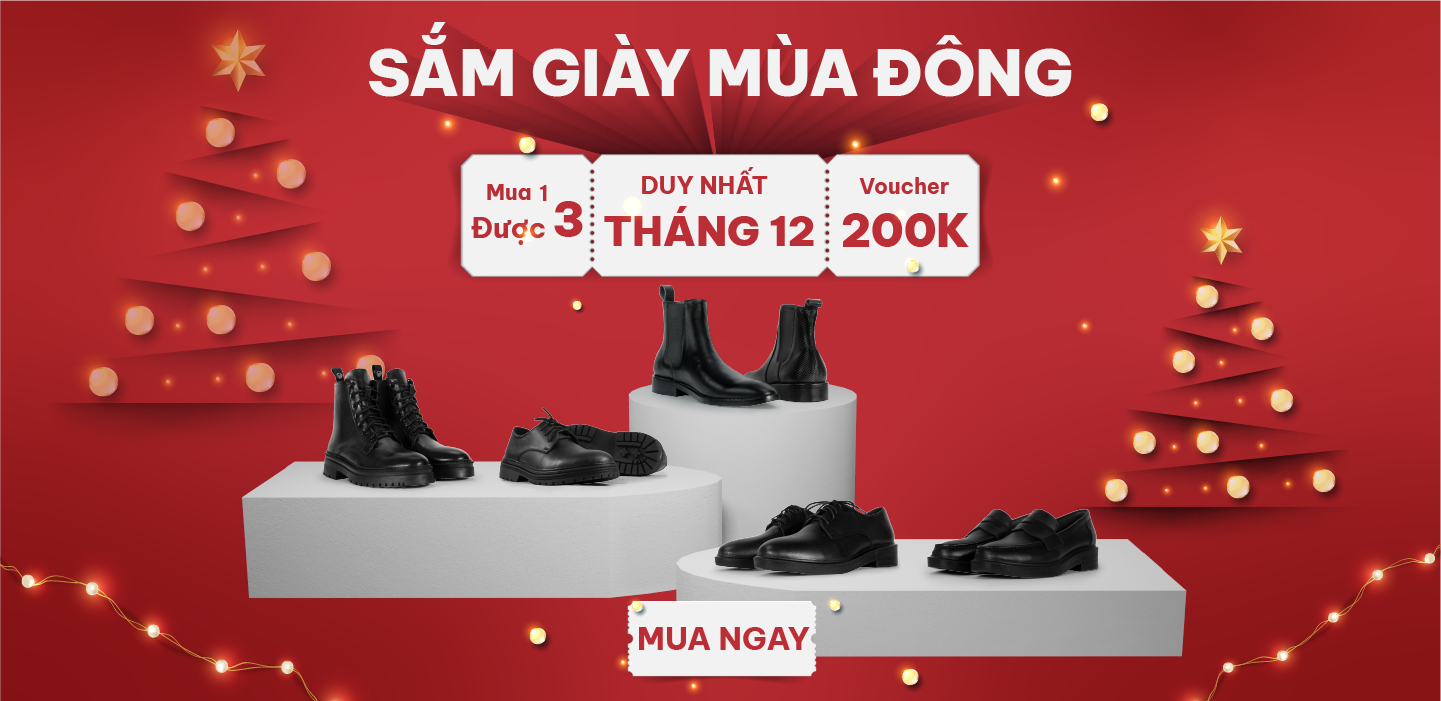 SẮM GIÀY MÙA ĐÔNG
Mua 1
Được 3
DUY NHẤT
THÁNG 12
Voucher
200K
MUA NGAY